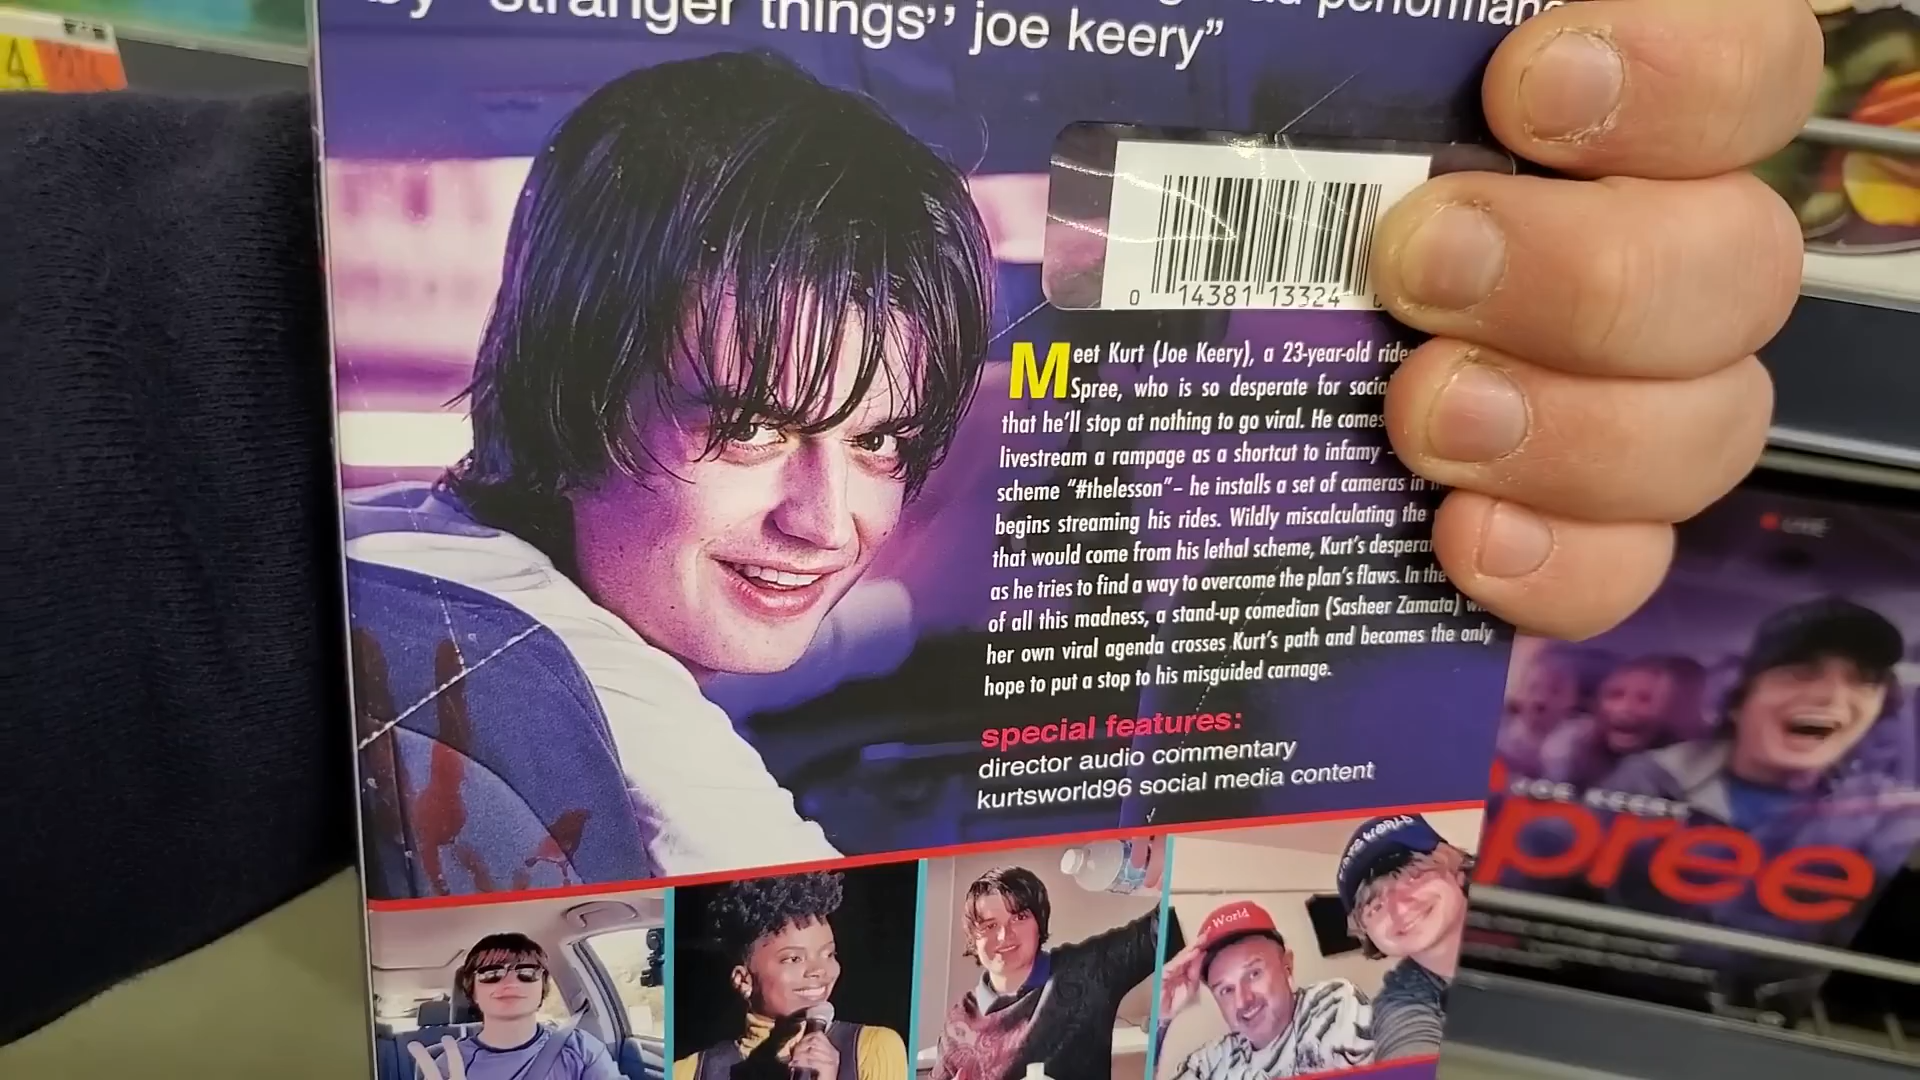 by "stranger things" joe keery"
0 14381 13324
Meet Kurt (Joe Keery), a 23-year-old
Spree, who is so desperate for
that he'll stop at nothing to go viral. He comes
livestream a rampage as a shortcut to infamy –
scheme "#thelesson"– he installs a set of cameras in
begins streaming his rides. Wildly miscalculating the
that would come from his lethal scheme, Kurt's
as he tries to find a way to overcome the plan's flaws. In the
of all this madness, a stand-up comedian (Sasheer Zamata)
her own viral agenda crosses Kurt's path and becomes the only
hope to put a stop to his misguided carnage.
special features:
director audio commentary
kurtsworld96 social media content
World
JOE KEERY
pree
4